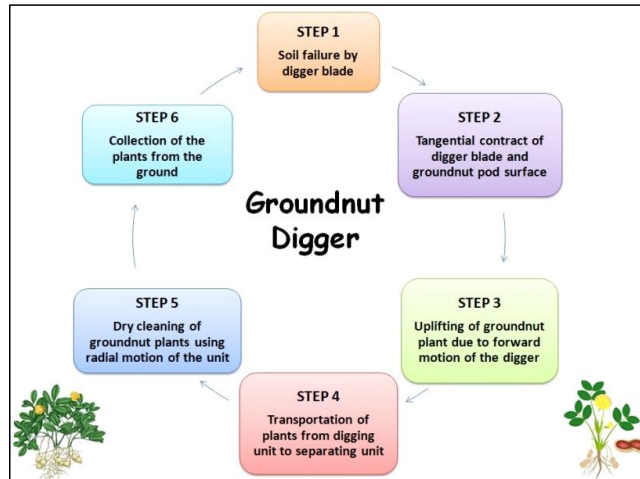 STEP 1
Soil failure by
digger blade
STEP 2
Tangential contract of
digger blade and
groundnut pod surface
STEP 3
Uplifting of groundnut
plant due to forward
motion of the digger
STEP 4
Transportation of
plants from digging
unit to separating unit
STEP 5
Dry cleaning of
groundnut plants using
radial motion of the unit
STEP 6
Collection of the
plants from the
ground
Groundnut
Digger